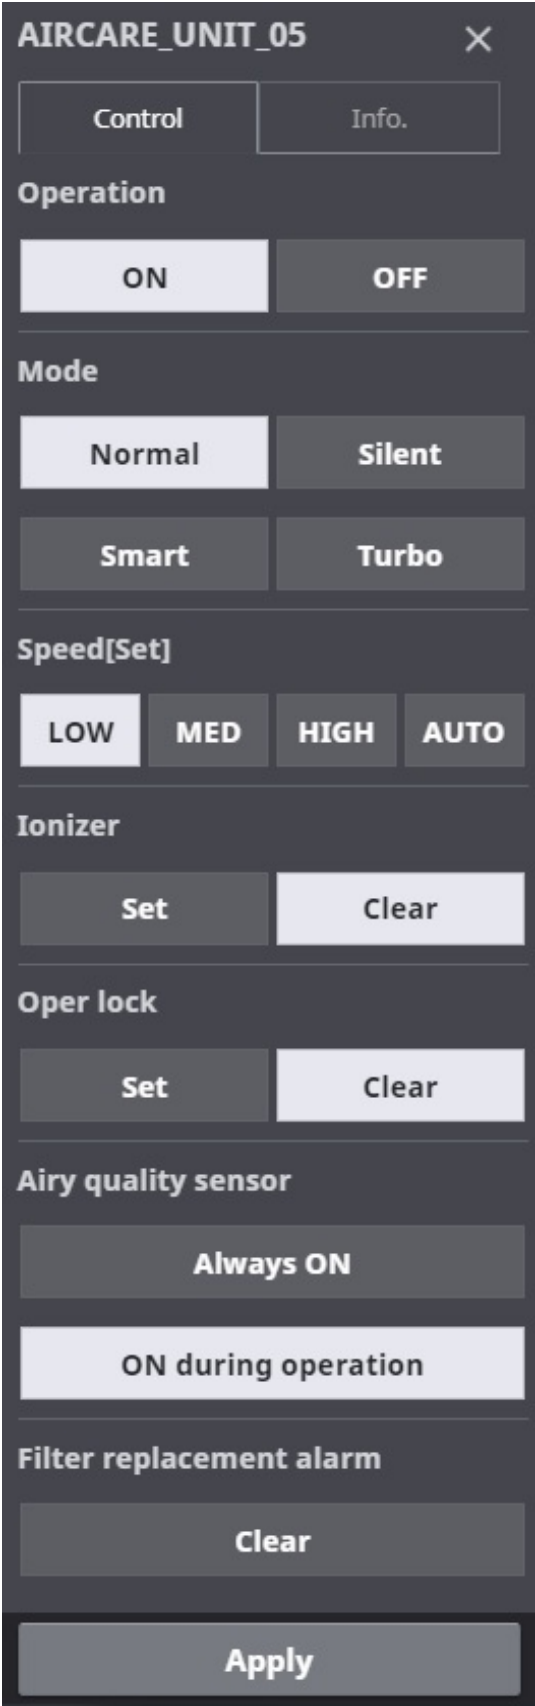 AIRCARE_UNIT_05 ×
Control Info.
Operation
ON OFF
Mode
Normal Silent
Smart Turbo
Speed[Set]
LOW MED HIGH AUTO
Ionizer
Set Clear
Oper lock
Set Clear
Airy quality sensor
Always ON
ON during operation
Filter replacement alarm
Clear
Apply